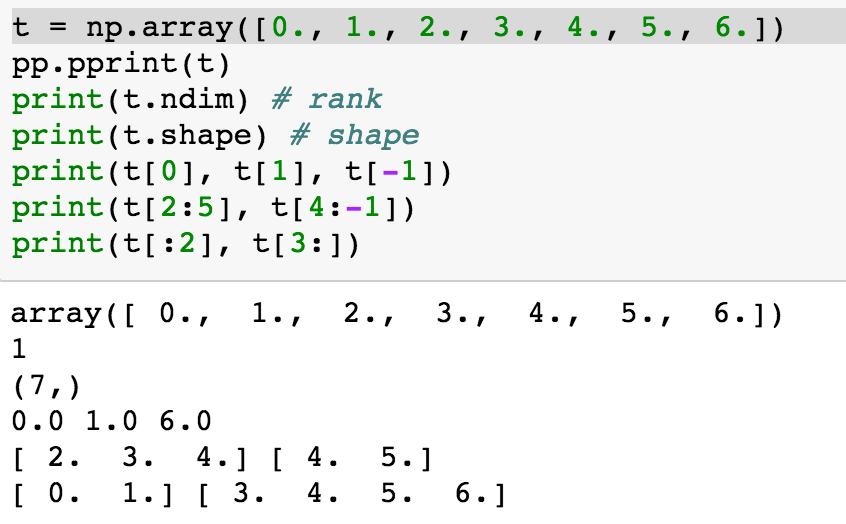 t = np.array([0., 1., 2., 3., 4., 5., 6.])
pp.pprint(t)
print(t.ndim) # rank
print(t.shape) # shape
print(t[0], t[1], t[-1])
print(t[2:5], t[4:-1])
print(t[:2], t[3:])
array([ 0.,  1.,  2.,  3.,  4.,  5.,  6.])
1
(7,)
0.0 1.0 6.0
[ 2.  3.  4.] [ 4.  5.]
[ 0.  1.] [ 3.  4.  5.  6.]